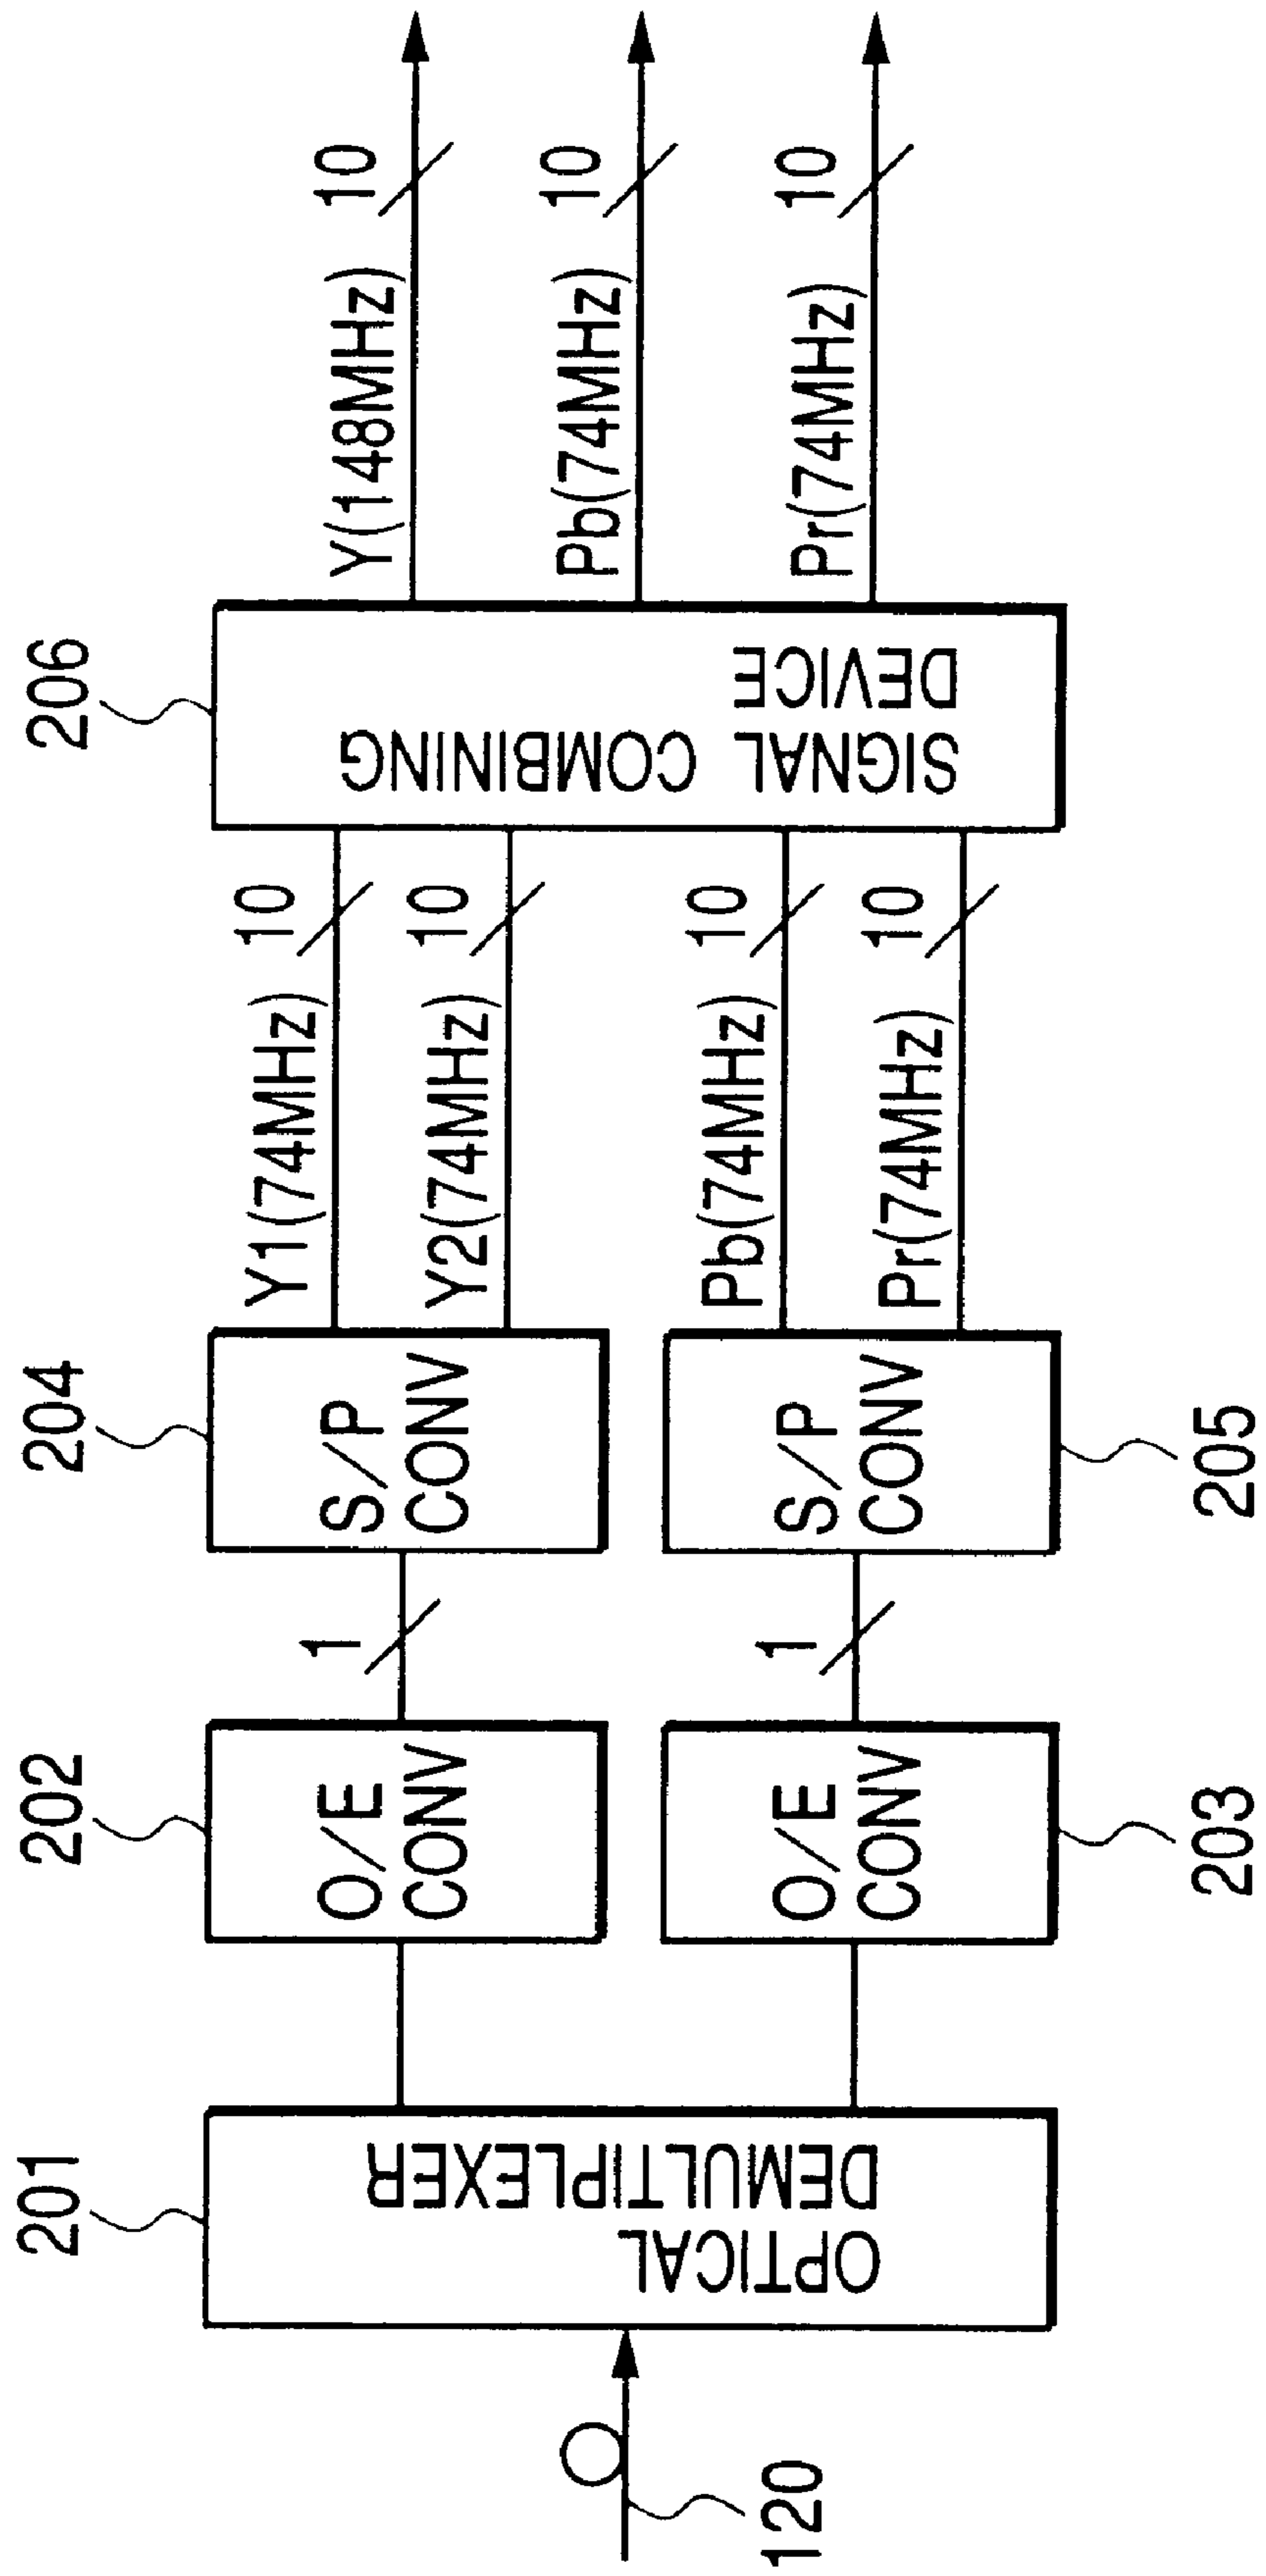 201
202
204
206
OPTICAL
DEMULTIPLEXER
O/E
CONV
1
S/P
CONV
Y1(74MHz)
10
Y2(74MHz)
10
SIGNAL COMBINING
DEVICE
Y(148MHz)
10
Pb(74MHz)
10
Pr(74MHz)
10
O/E
CONV
1
S/P
CONV
Pb(74MHz)
10
Pr(74MHz)
10
120
203
205